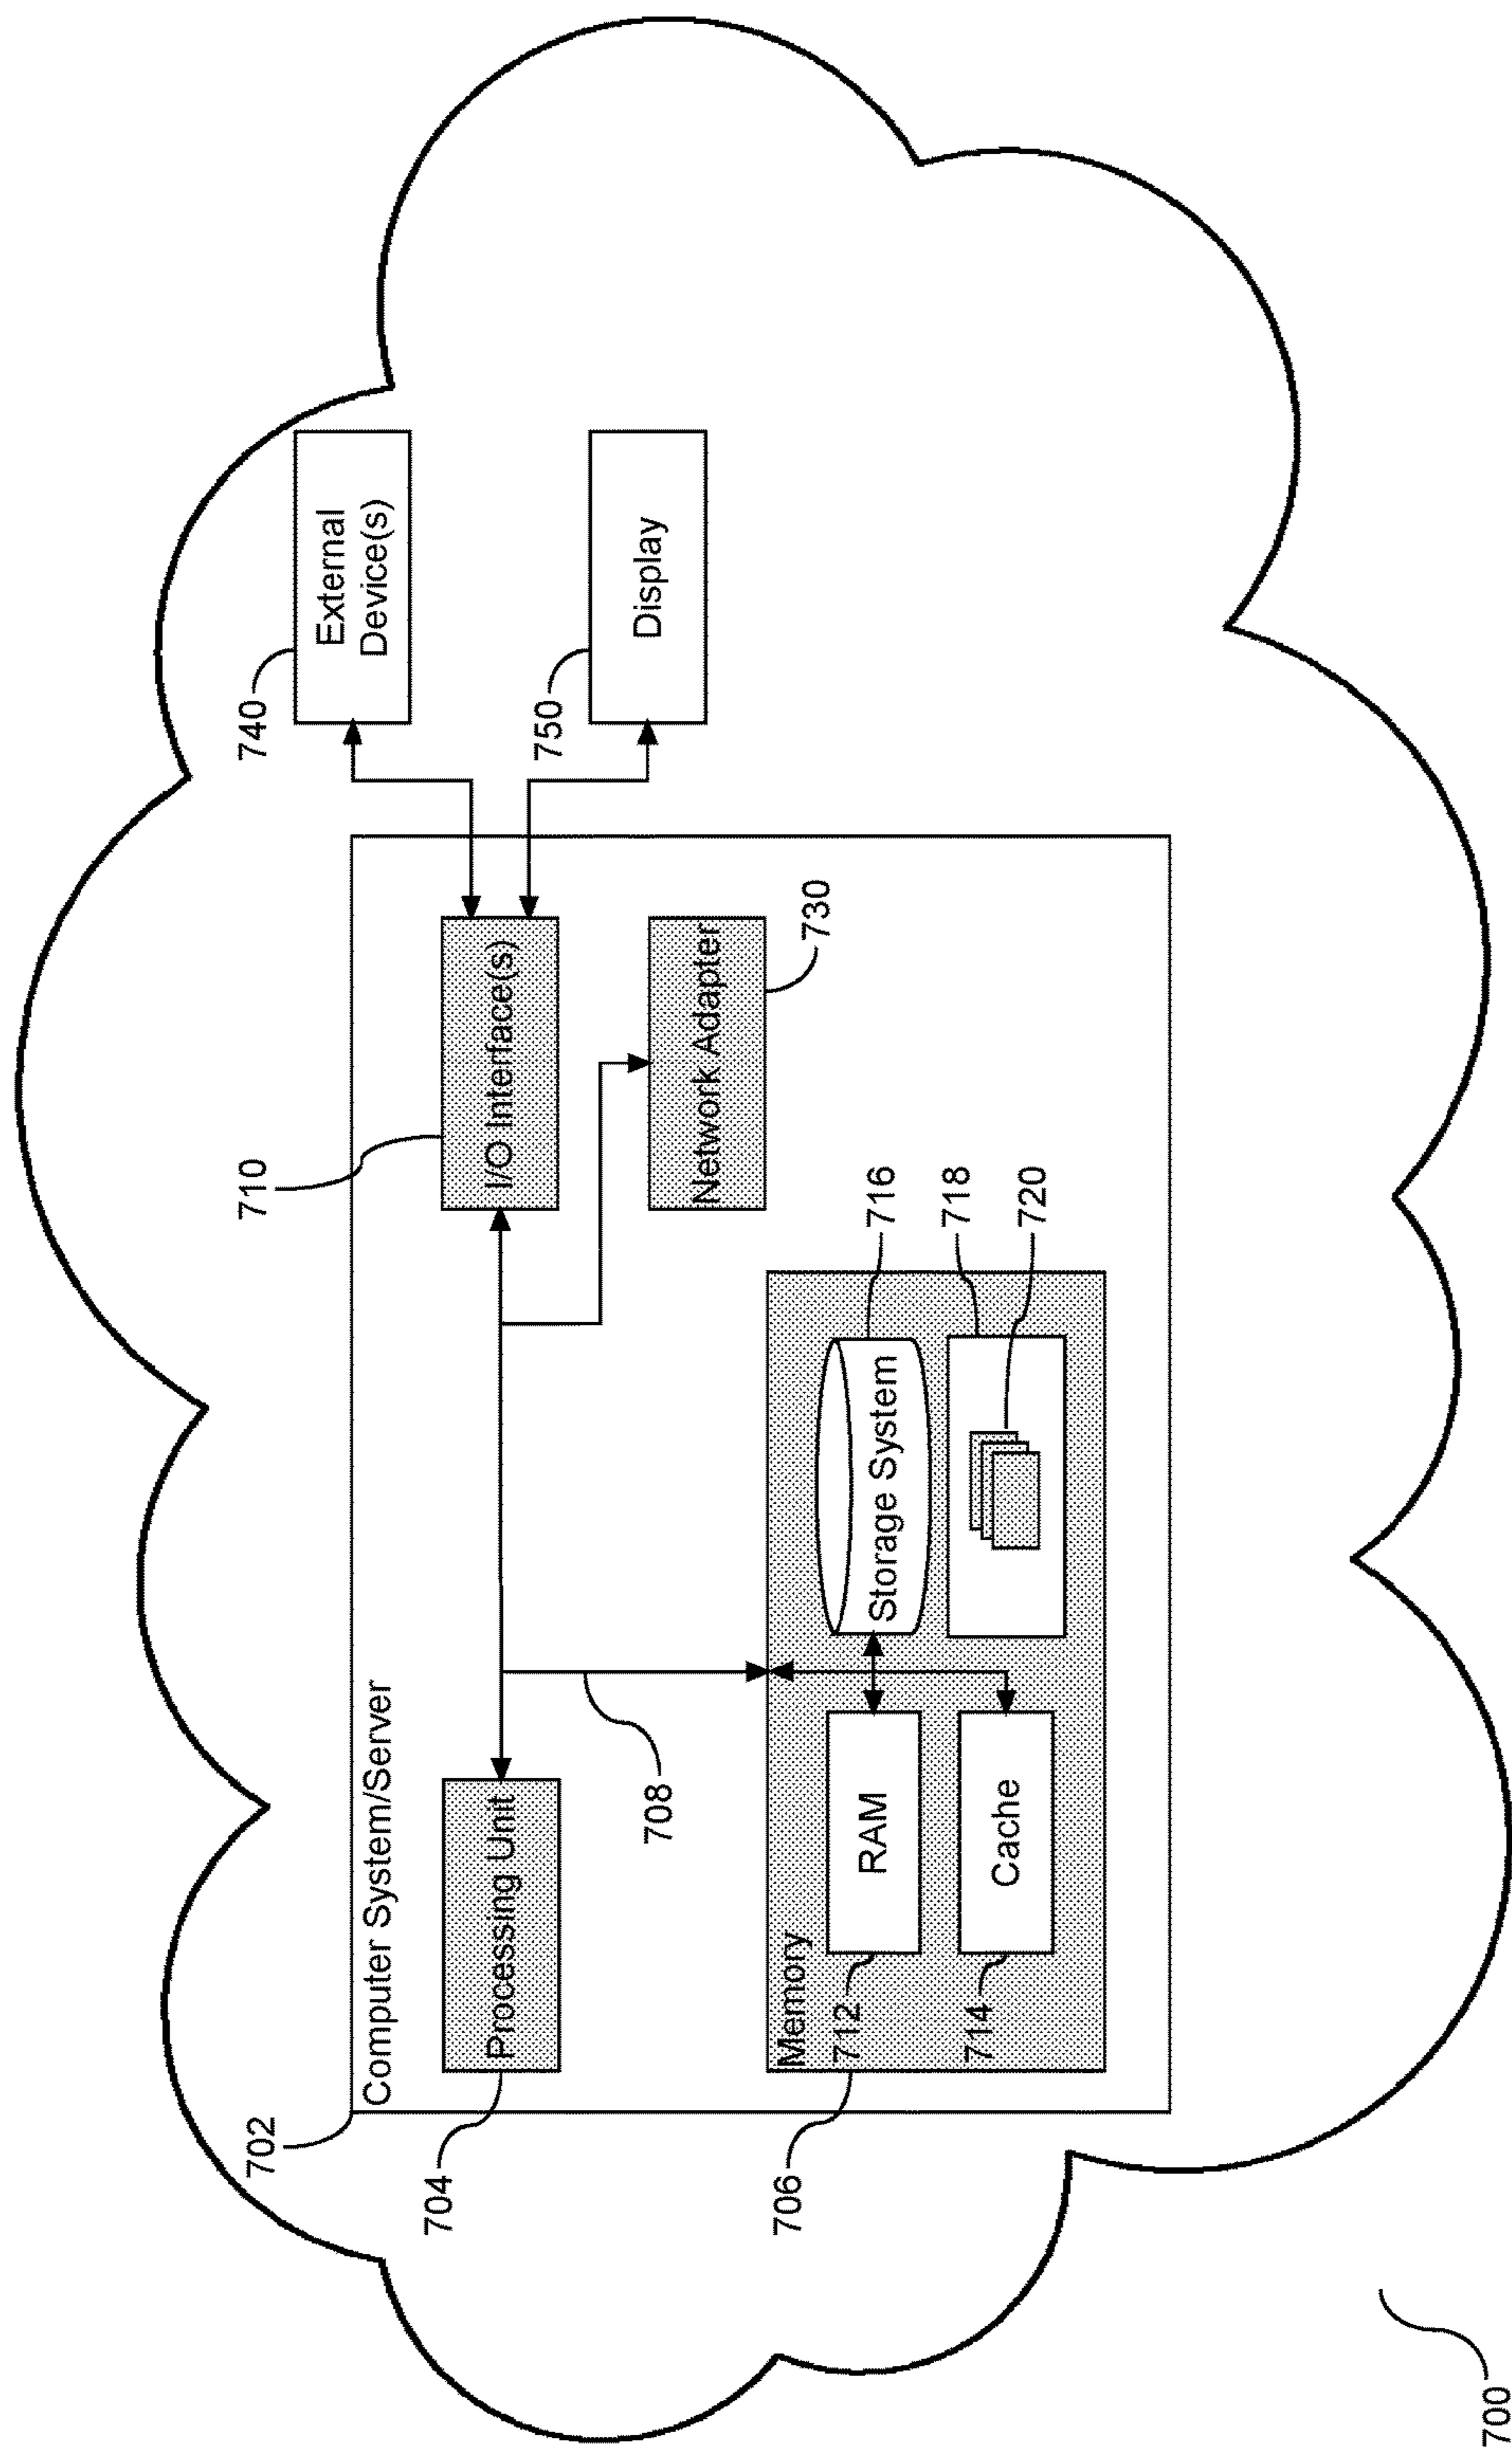 702
Computer System/Server
704
Processing Unit
710
I/O Interface(s)
740
External
Device(s)
708
750
Display
Network Adapter
730
706
Memory
712
RAM
Storage System
716
714
Cache
718
720
700